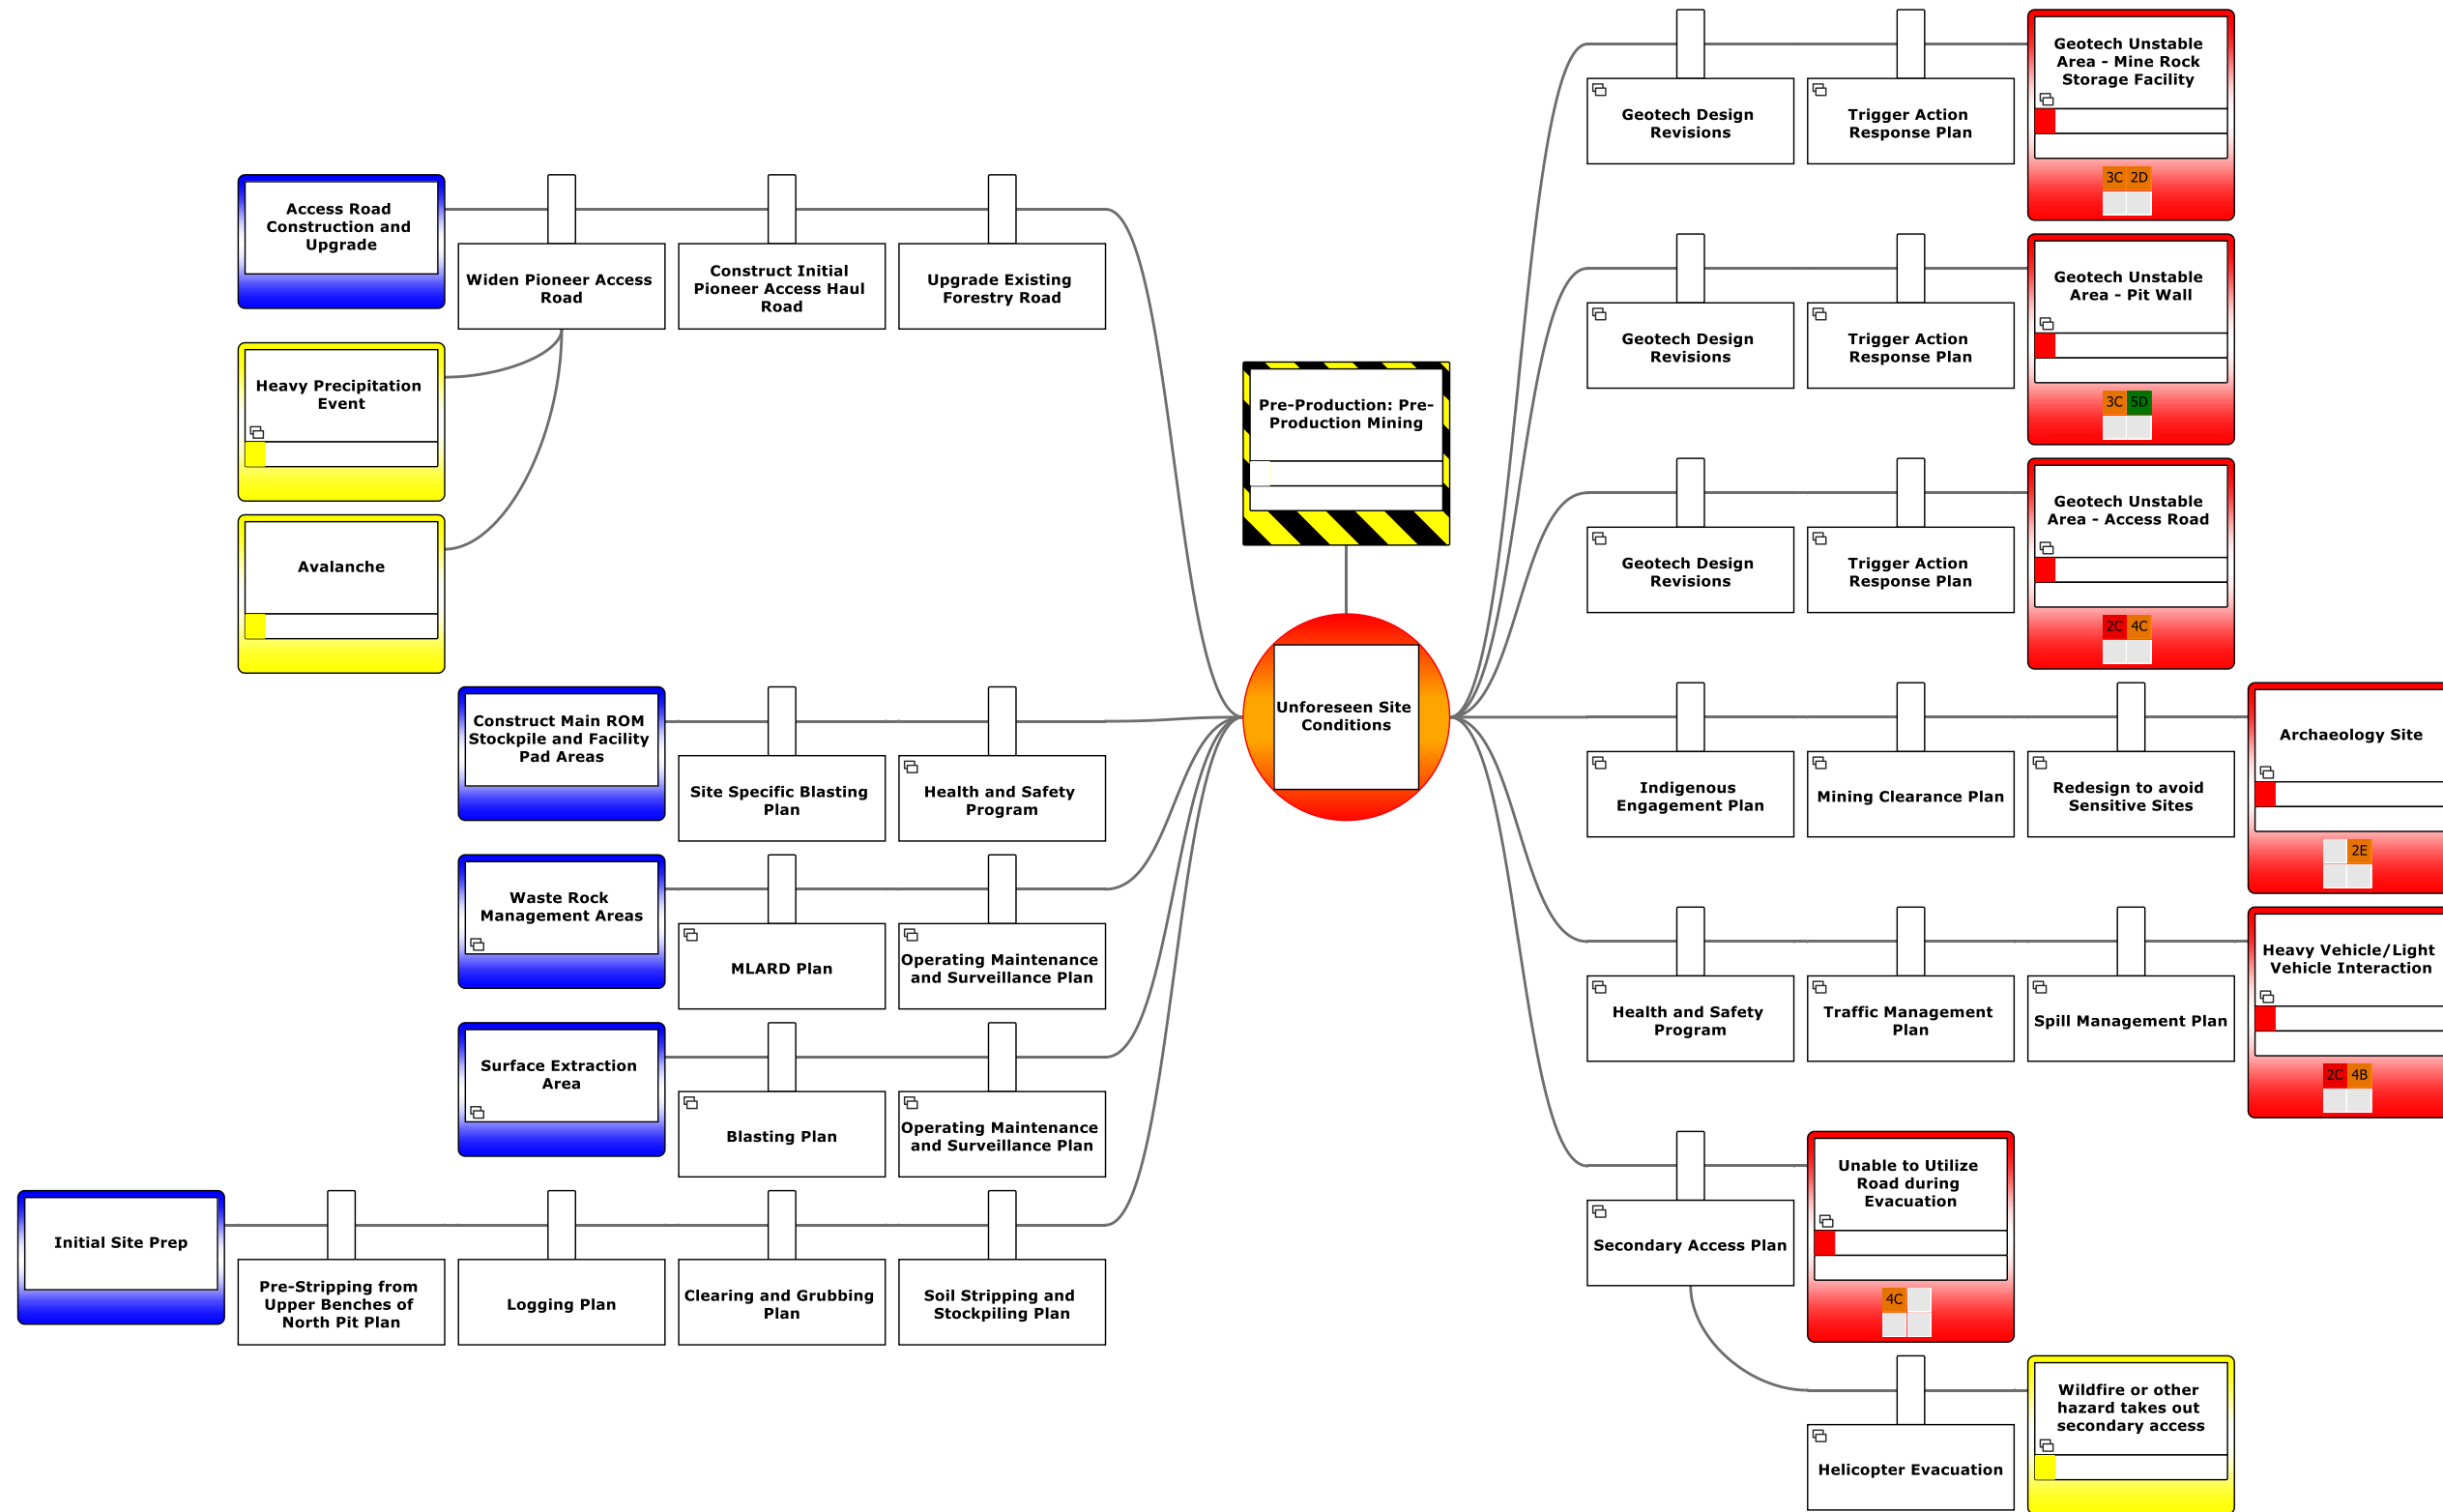 Geotech Unstable
Area - Mine Rock
Storage Facility
Geotech Design
Revisions
Trigger Action
Response Plan
3C 2D
Access Road
Construction and
Upgrade
Widen Pioneer Access
Road
Construct Initial
Pioneer Access Haul
Road
Upgrade Existing
Forestry Road
Geotech Unstable
Area - Pit Wall
Geotech Design
Revisions
Trigger Action
Response Plan
3C 5D
Heavy Precipitation
Event
Pre-Production: Pre-
Production Mining
Geotech Unstable
Area - Access Road
Geotech Design
Revisions
Trigger Action
Response Plan
2C 4C
Avalanche
Unforeseen Site
Conditions
Construct Main ROM
Stockpile and Facility
Pad Areas
Site Specific Blasting
Plan
Health and Safety
Program
Indigenous
Engagement Plan
Mining Clearance Plan
Redesign to avoid
Sensitive Sites
Archaeology Site
2E
Waste Rock
Management Areas
MLARD Plan
Operating Maintenance
and Surveillance Plan
Heavy Vehicle/Light
Vehicle Interaction
Health and Safety
Program
Traffic Management
Plan
Spill Management Plan
2C 4B
Surface Extraction
Area
Blasting Plan
Operating Maintenance
and Surveillance Plan
Unable to Utilize
Road during
Evacuation
Secondary Access Plan
4C
Initial Site Prep
Pre-Stripping from
Upper Benches of
North Pit Plan
Logging Plan
Clearing and Grubbing
Plan
Soil Stripping and
Stockpiling Plan
Wildfire or other
hazard takes out
secondary access
Helicopter Evacuation